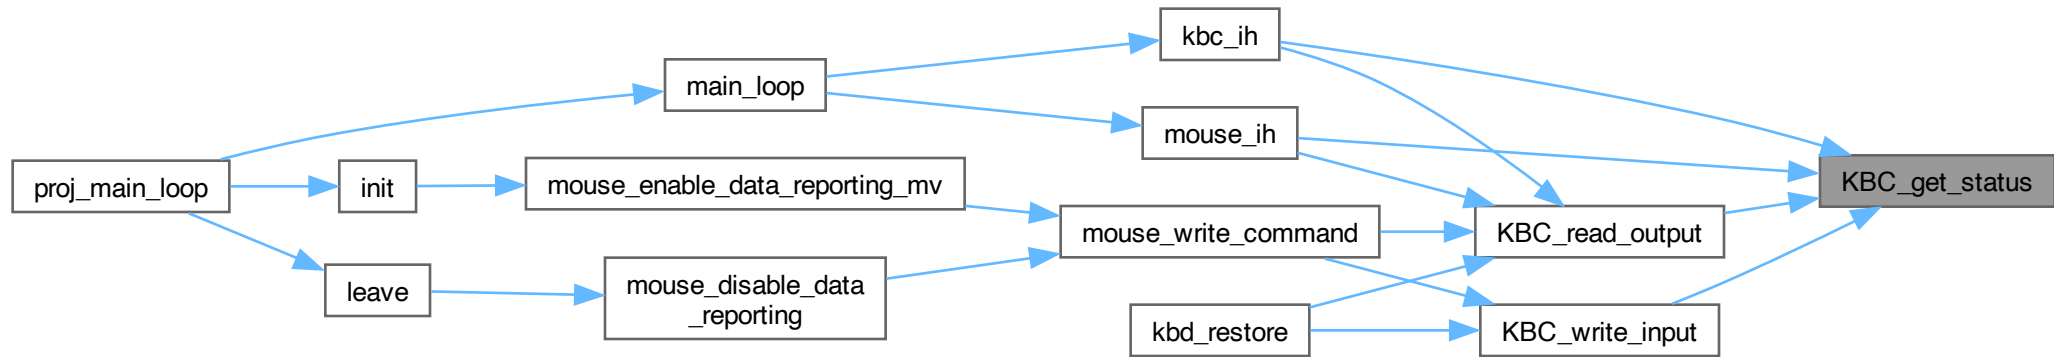 kbc_ih
main_loop
mouse_ih
proj_main_loop
init
mouse_enable_data_reporting_mv
KBC_get_status
mouse_write_command
KBC_read_output
leave
mouse_disable_data
_reporting
kbd_restore
KBC_write_input